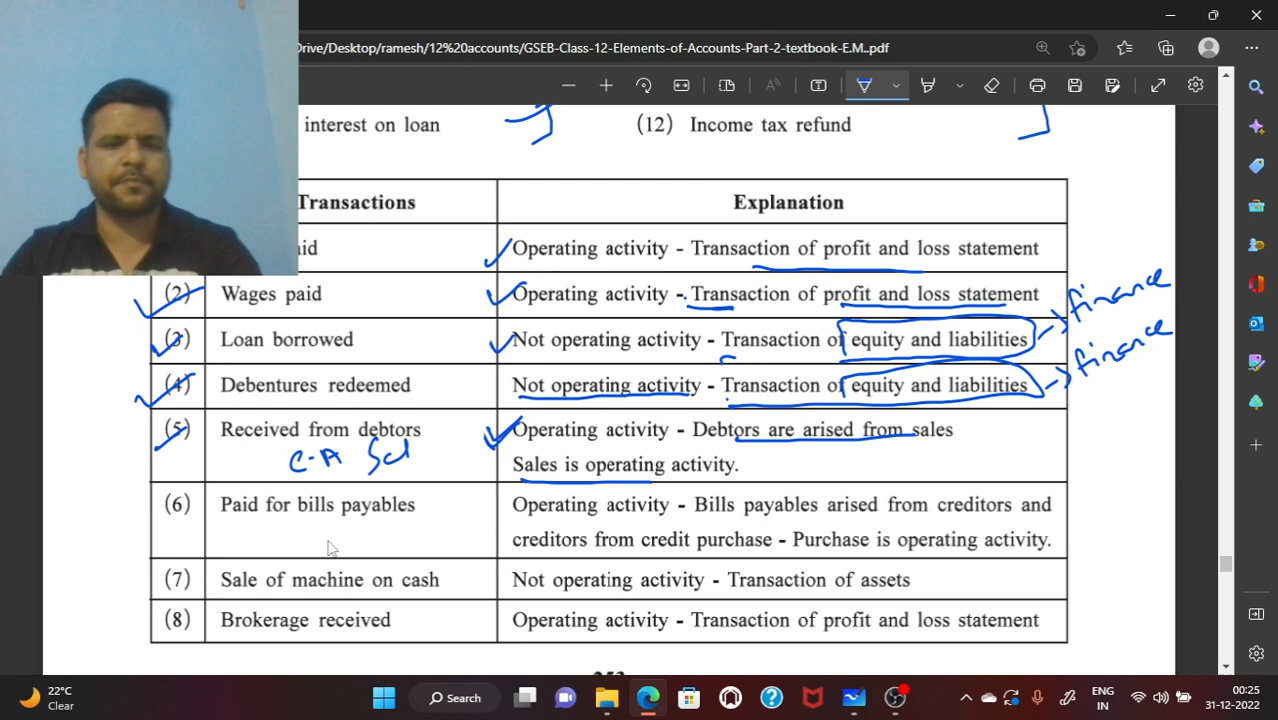 Drive/Desktop/ramesh/12%20accounts/GSEB-Class-12-Elements-of-Accounts-Part-2-textbook-E.M..pdf
interest on loan
(12) Income tax refund
Transactions
Explanation
Operating activity - Transaction of profit and loss statement
(2) Wages paid
Operating activity - Transaction of profit and loss statement
finance
(3) Loan borrowed
Not operating activity - Transaction of equity and liabilities
finance
(4) Debentures redeemed
Not operating activity - Transaction of equity and liabilities
(5) Received from debtors
Operating activity - Debtors are arised from sales
C-A
Sales is operating activity.
(6) Paid for bills payables
Operating activity - Bills payables arised from creditors and
creditors from credit purchase - Purchase is operating activity.
(7) Sale of machine on cash
Not operating activity - Transaction of assets
(8) Brokerage received
Operating activity - Transaction of profit and loss statement
22°C
Clear
Search
ENG
IN
00:25
31-12-2022